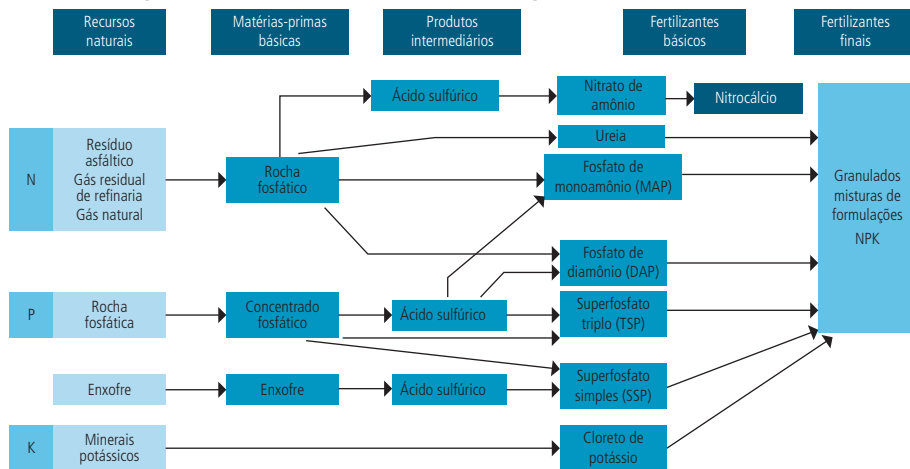 Recursos
naturais
Matérias-primas
básicas
Produtos
intermediários
Fertilizantes
básicos
Fertilizantes
finais
Ácido sulfúrico
Nitrato de
amônio
Nitrocálcio
Ureia
N
Resíduo
asfáltico
Gás residual
de refinaria
Gás natural
Rocha
fosfático
Fosfato de
monoamônio (MAP)
Granulados
misturas de
formulações
NPK
Fosfato de
diamônio (DAP)
P
Rocha
fosfática
Concentrado
fosfático
Ácido sulfúrico
Superfosfato
triplo (TSP)
Enxofre
Enxofre
Ácido sulfúrico
Superfosfato
simples (SSP)
K
Minerais
potássicos
Cloreto de
potássio